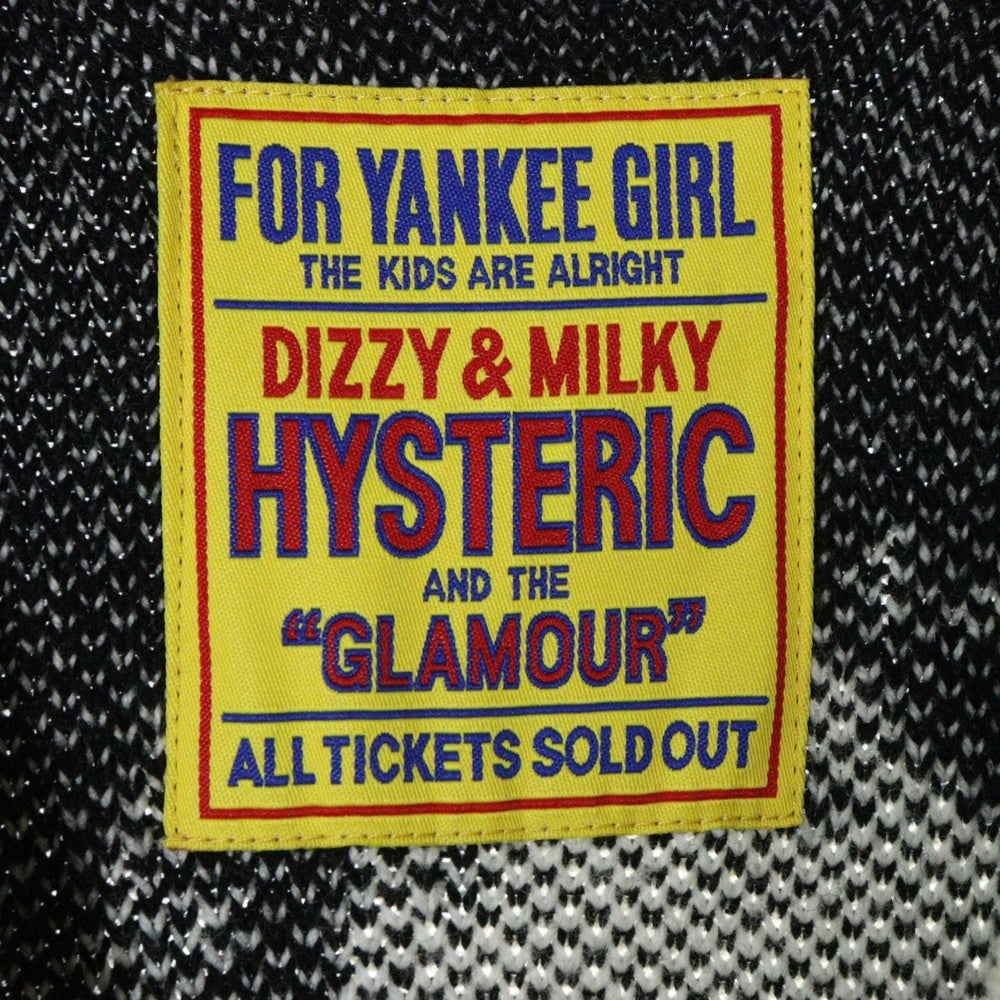 FOR YANKEE GIRL
THE KIDS ARE ALRIGHT
DIZZY & MILKY
HYSTERIC
AND THE
“GLAMOUR”
ALL TICKETS SOLD OUT